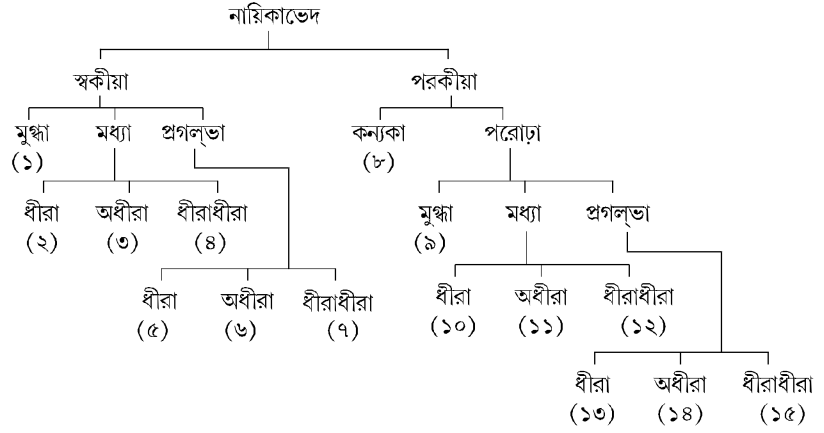 নায়িকাভেদ
স্বকীয়া পরকীয়া
মুগ্ধা মধ্যা প্রগল্‌ভা কন্যকা পরোঢ়া
(১) (৮)
ধীরা অধীরা ধীরাধীরা মুগ্ধা মধ্যা প্রগল্‌ভা
(২) (৩) (৪) (৯)
ধীরা অধীরা ধীরাধীরা ধীরা অধীরা ধীরাধীরা
(৫) (৬) (৭) (১০) (১১) (১২)
ধীরা অধীরা ধীরাধীরা
(১৩) (১৪) (১৫)